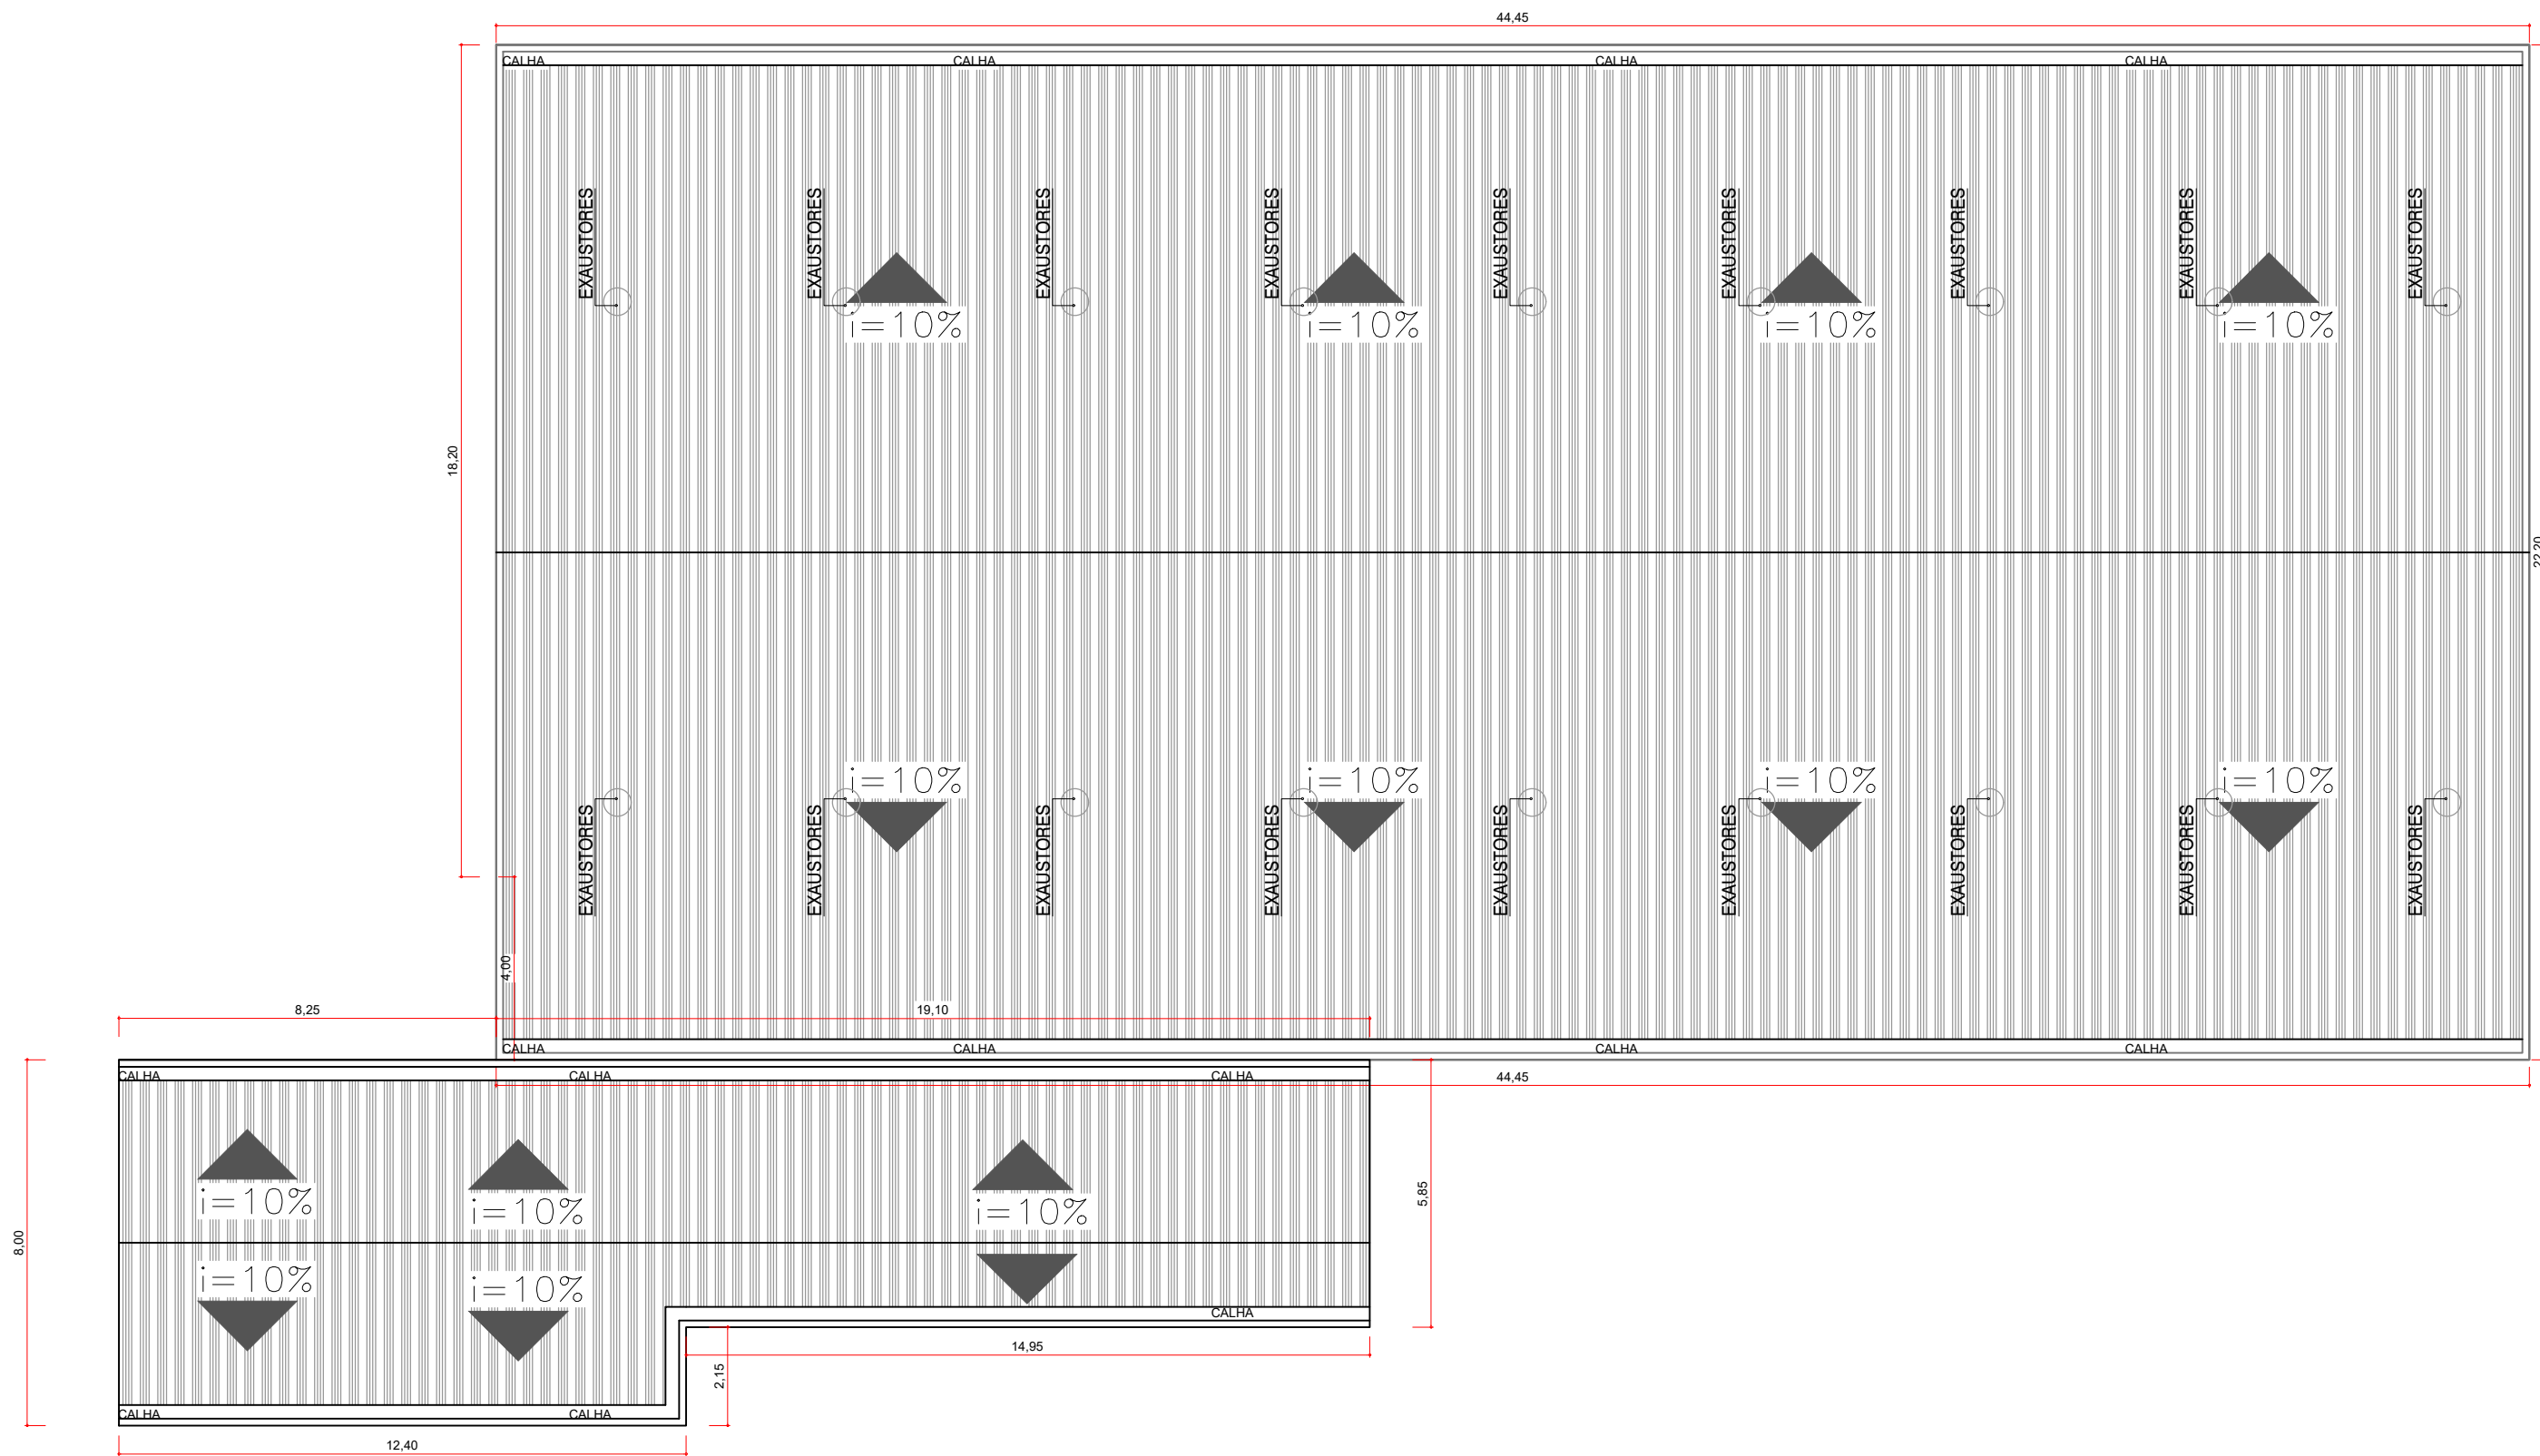 44,45
CALHA CALHA CALHA CALHA
EXAUSTORES EXAUSTORES EXAUSTORES EXAUSTORES EXAUSTORES EXAUSTORES EXAUSTORES EXAUSTORES EXAUSTORES
i=10% i=10% i=10% i=10%
18,20
22,20
i=10% i=10% i=10% i=10%
EXAUSTORES EXAUSTORES EXAUSTORES EXAUSTORES EXAUSTORES EXAUSTORES EXAUSTORES EXAUSTORES EXAUSTORES
4,00
8,25 19,10
CALHA CALHA CALHA CALHA
CALHA CALHA CALHA 44,45
i=10% i=10% i=10%
5,85
8,00
i=10% i=10%
CALHA
14,95
2,15
CALHA CALHA
12,40